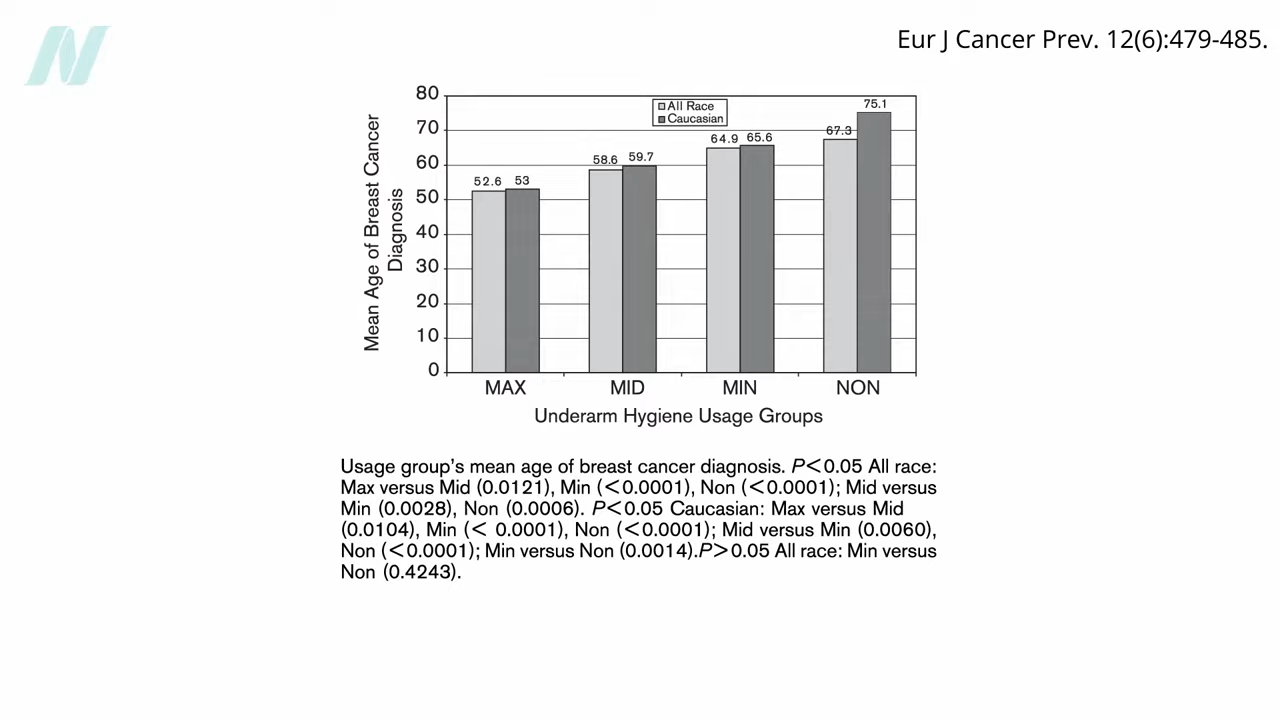 Eur J Cancer Prev. 12(6):479-485.
Mean Age of Breast Cancer
Diagnosis
80
70
60
50
40
30
20
10
0
All Race
Caucasian
52.6 53
58.6 59.7
64.9 65.6
67.3 75.1
MAX MID MIN NON
Underarm Hygiene Usage Groups
Usage group's mean age of breast cancer diagnosis. P<0.05 All race:
Max versus Mid (0.0121), Min (<0.0001), Non (<0.0001); Mid versus
Min (0.0028), Non (0.0006). P<0.05 Caucasian: Max versus Mid
(0.0104), Min (< 0.0001), Non (<0.0001); Mid versus Min (0.0060),
Non (<0.0001); Min versus Non (0.0014).P>0.05 All race: Min versus
Non (0.4243).